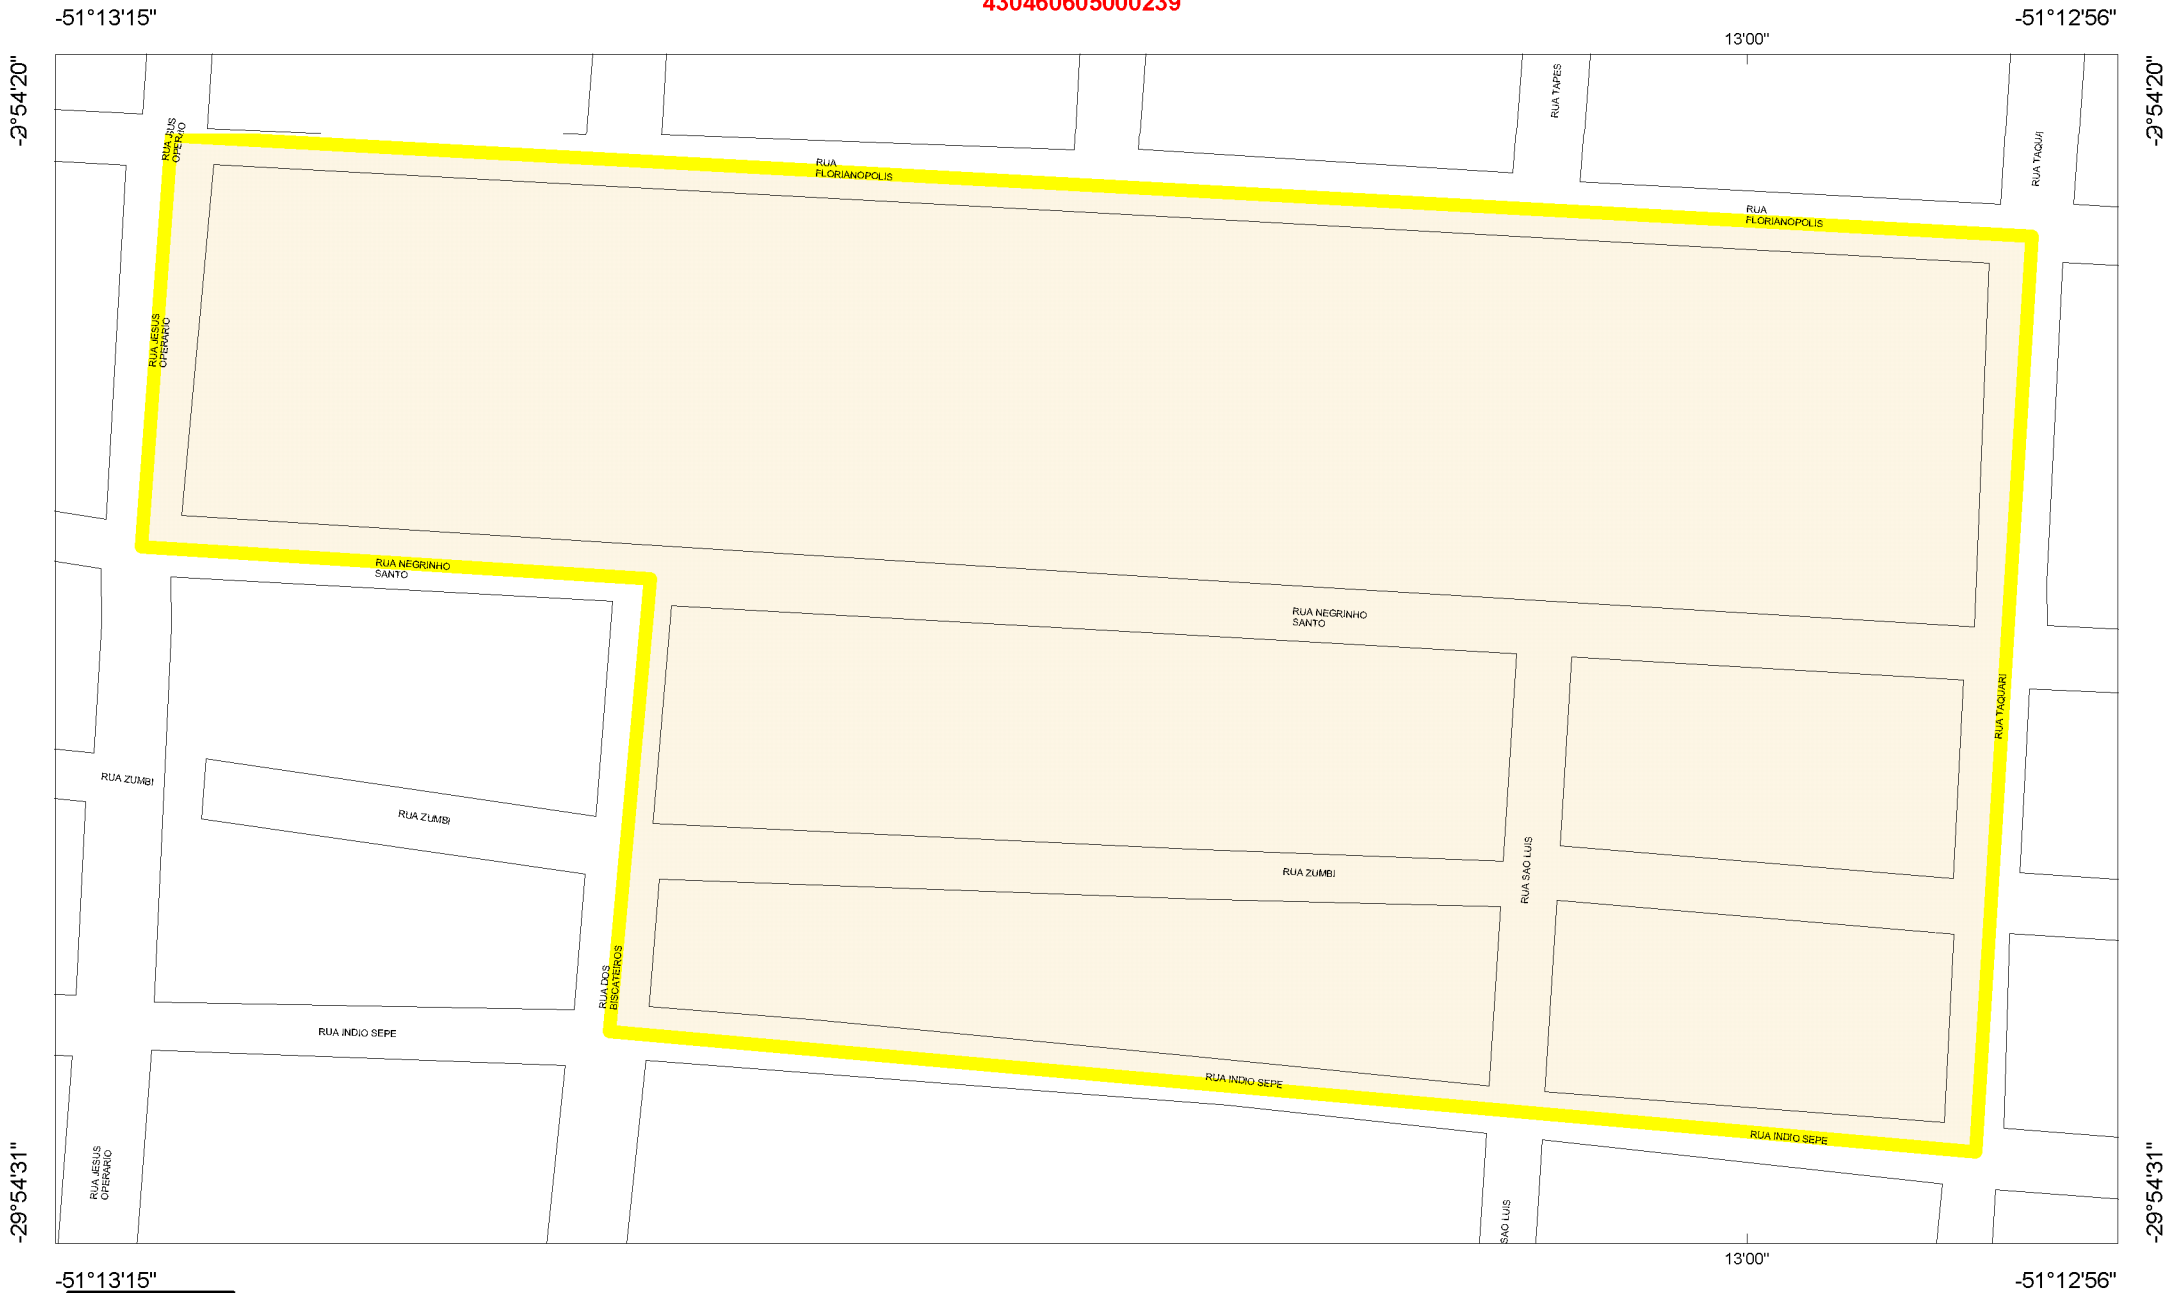 430460605000239
-51°13'15"
-51°12'56"
13'00"
-29°54'20"
-29°54'20"
RUA TAPES
RUA TAQUARI
RUA JESUS
OPERARIO
RUA
FLORIANOPOLIS
RUA
FLORIANOPOLIS
RUA JESUS
OPERARIO
RUA NEGRINHO
SANTO
RUA NEGRINHO
SANTO
RUA TAQUARI
RUA ZUMBI
RUA ZUMBI
RUA ZUMBI
RUA SAO LUIS
RUA DOS
BISCATEIROS
RUA INDIO SEPE
RUA INDIO SEPE
RUA INDIO SEPE
RUA JESUS
OPERARIO
SAO LUIS
-29°54'31"
-29°54'31"
13'00"
-51°13'15"
-51°12'56"